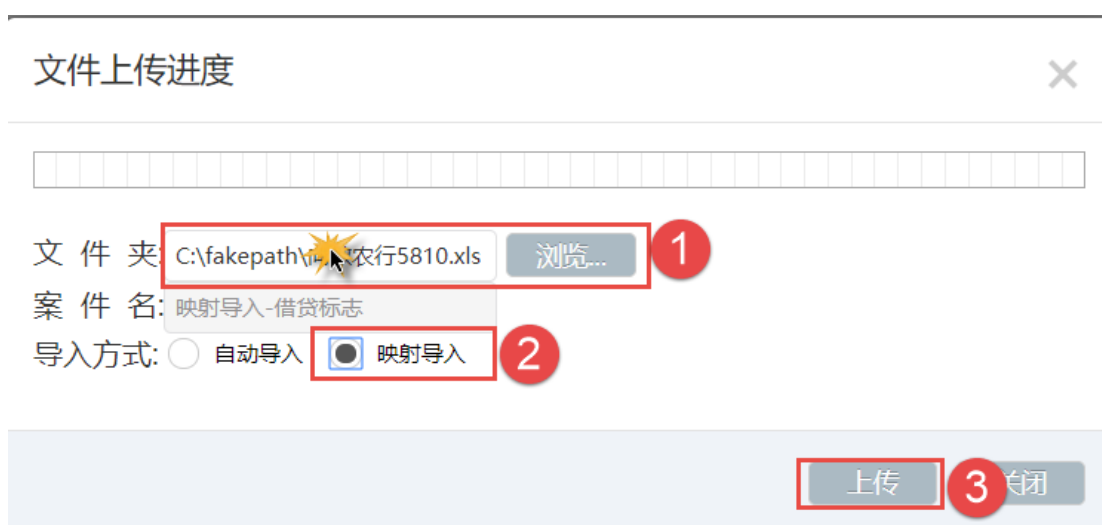 文件上传进度
文 件 夹: C:\fakepath\农行5810.xls 浏览... 1
案 件 名: 映射导入-借贷标志
导入方式: 自动导入 映射导入 2
上传 3 关闭